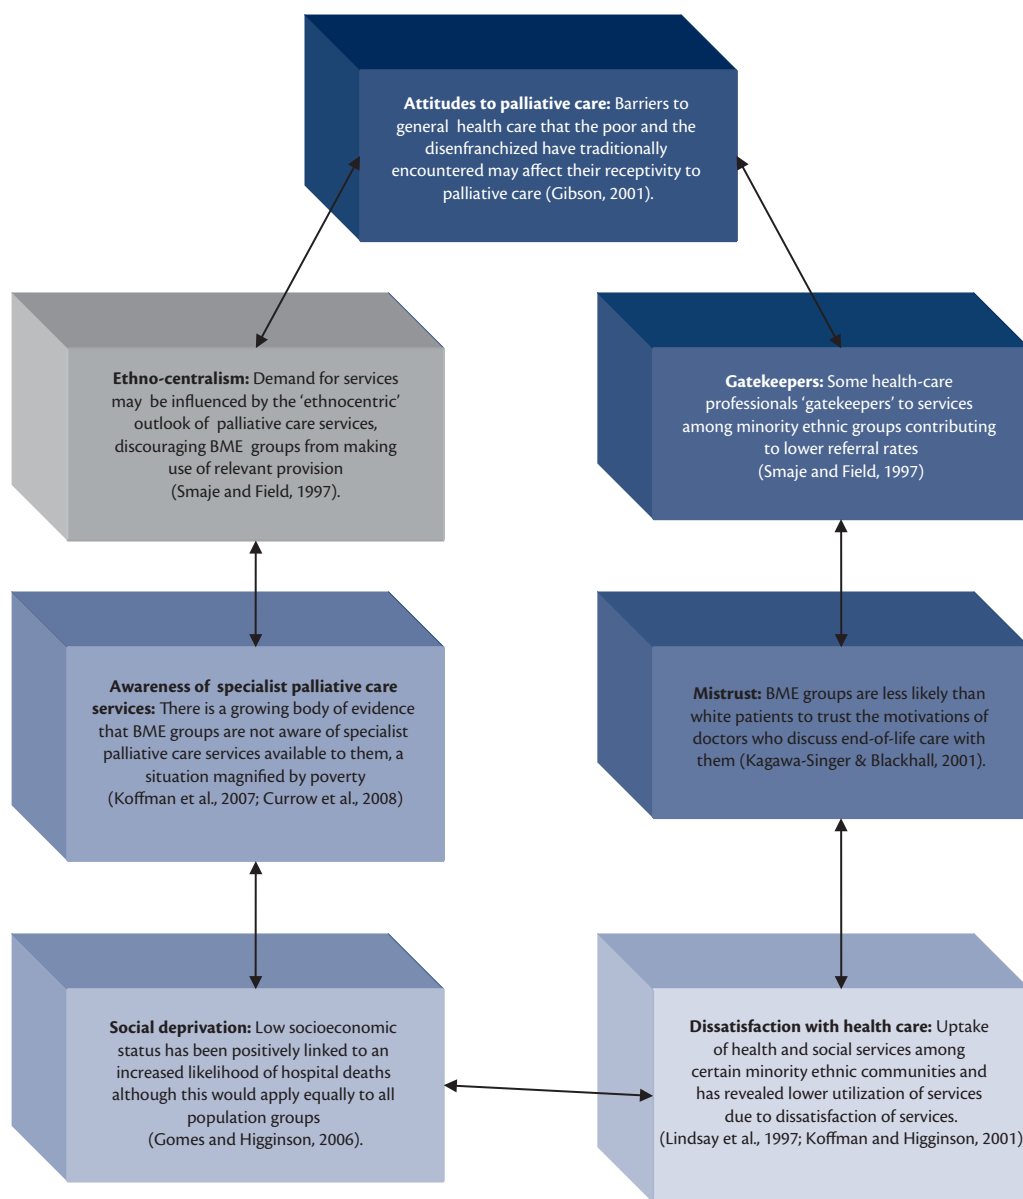 Attitudes to palliative care: Barriers to
general health care that the poor and the
disenfranchized have traditionally
encountered may affect their receptivity to
palliative care (Gibson, 2001).
Ethno-centralism: Demand for services
may be influenced by the 'ethnocentric'
outlook of palliative care services,
discouraging BME groups from making
use of relevant provision
(Smaje and Field, 1997).
Gatekeepers: Some health-care
professionals 'gatekeepers' to services
among minority ethnic groups contributing
to lower referral rates
(Smaje and Field, 1997)
Awareness of specialist palliative care
services: There is a growing body of evidence
that BME groups are not aware of specialist
palliative care services available to them, a
situation magnified by poverty
(Koffman et al., 2007; Currow et al., 2008)
Mistrust: BME groups are less likely than
white patients to trust the motivations of
doctors who discuss end-of-life care with
them (Kagawa-Singer & Blackhall, 2001).
Social deprivation: Low socioeconomic
status has been positively linked to an
increased likelihood of hospital deaths
although this would apply equally to all
population groups
(Gomes and Higginson, 2006).
Dissatisfaction with health care: Uptake
of health and social services among
certain minority ethnic communities and
has revealed lower utilization of services
due to dissatisfaction of services.
(Lindsay et al., 1997; Koffman and Higginson, 2001)